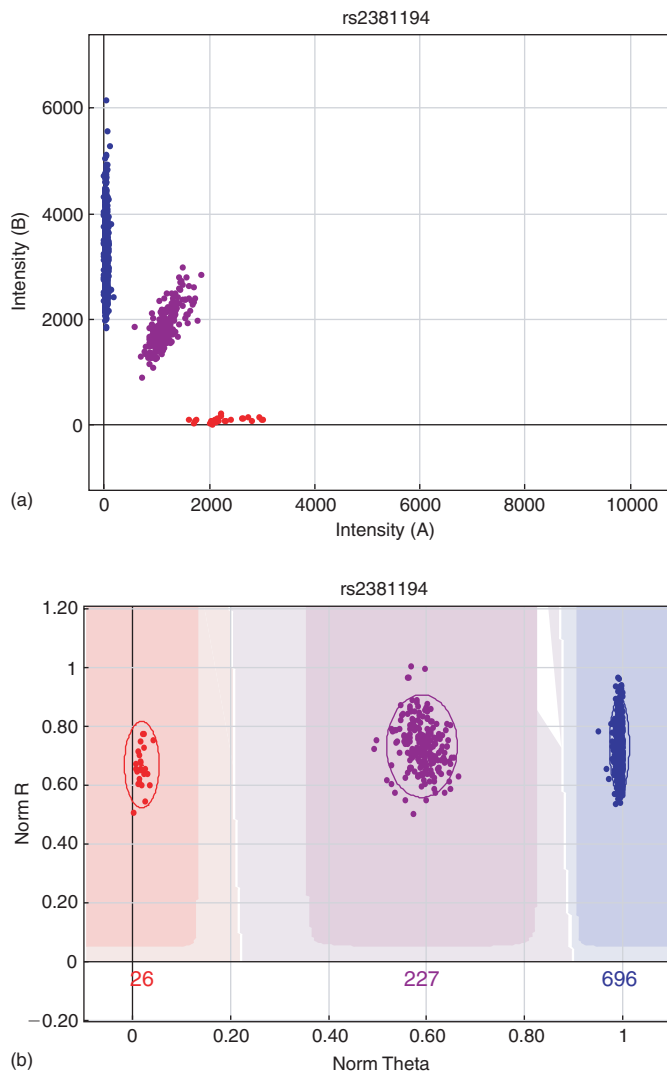 rs2381194
6000
4000
2000
0
Intensity (B)
0 2000 4000 6000 8000 10000
Intensity (A)
(a)
rs2381194
1.20
1
0.80
0.60
0.40
0.20
0
−0.20
Norm R
26 227 696
0 0.20 0.40 0.60 0.80 1
Norm Theta
(b)